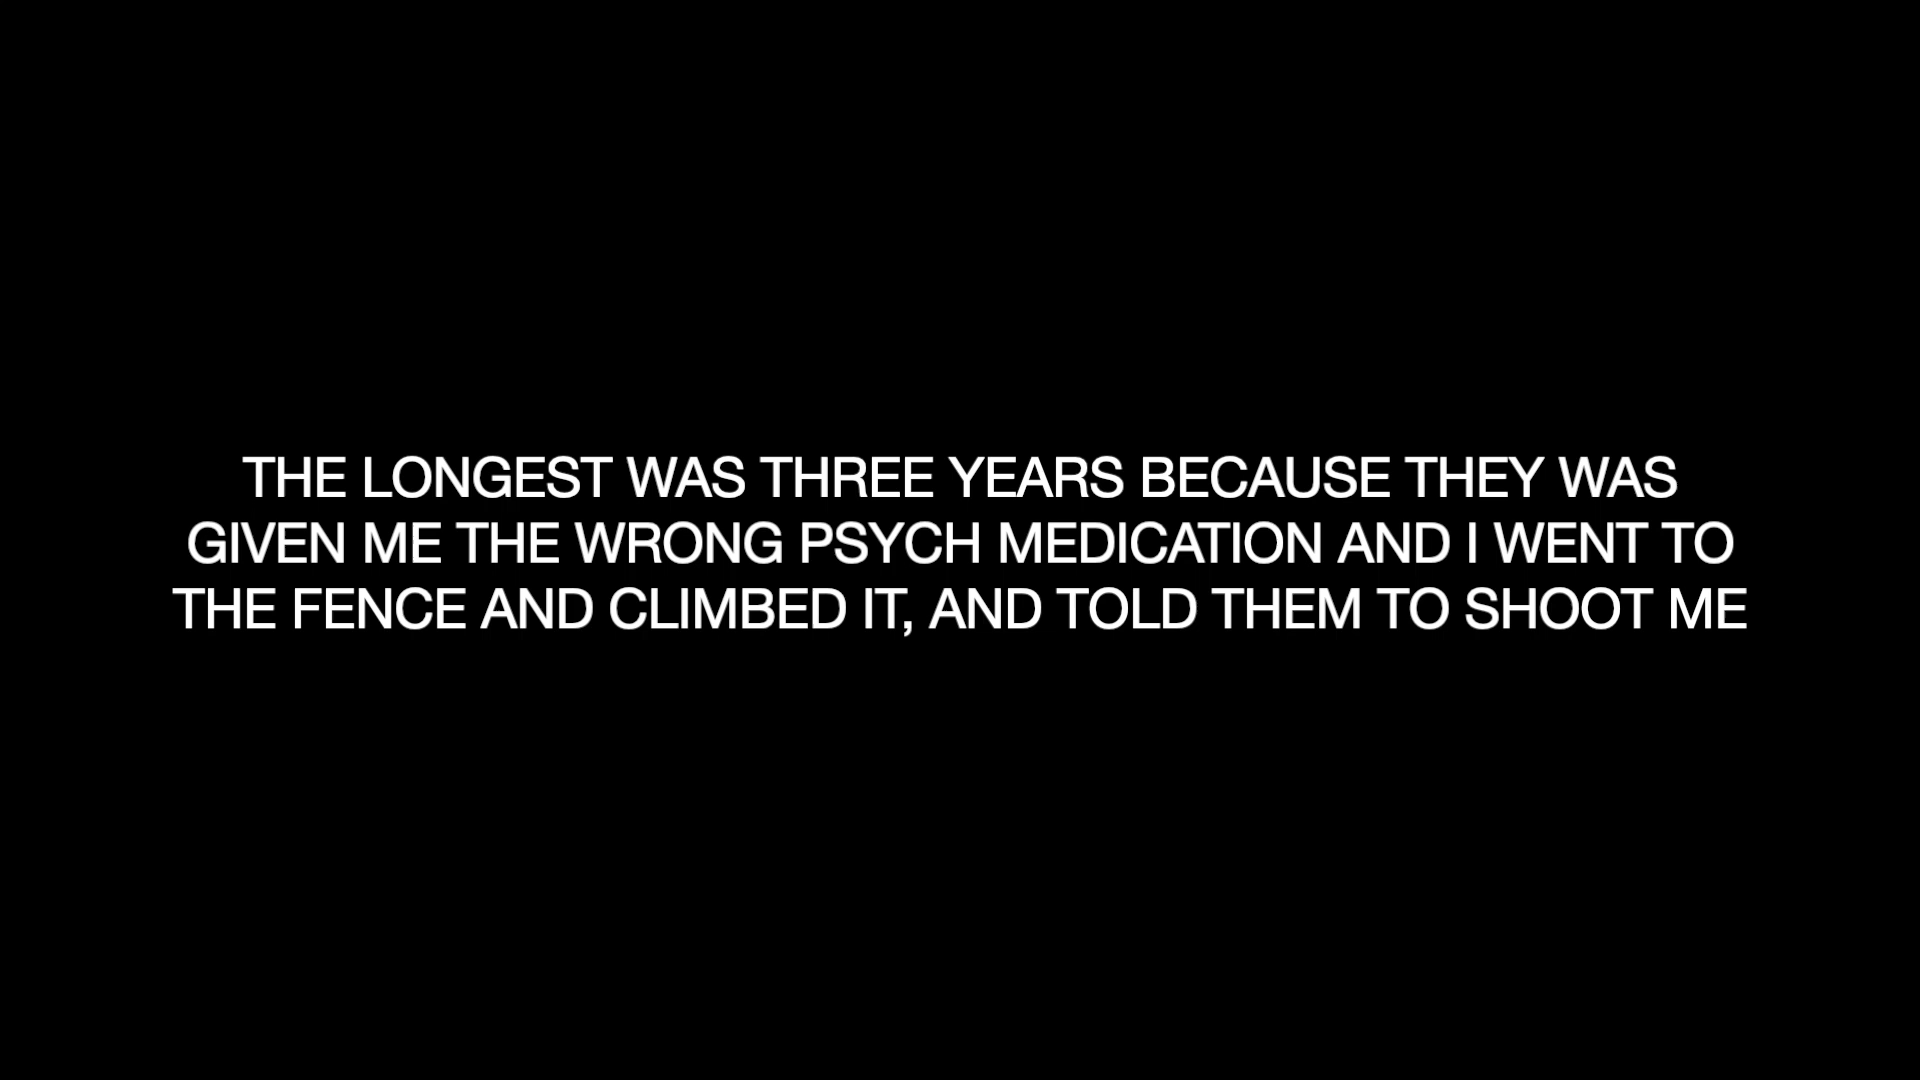 THE LONGEST WAS THREE YEARS BECAUSE THEY WAS
GIVEN ME THE WRONG PSYCH MEDICATION AND I WENT TO
THE FENCE AND CLIMBED IT, AND TOLD THEM TO SHOOT ME